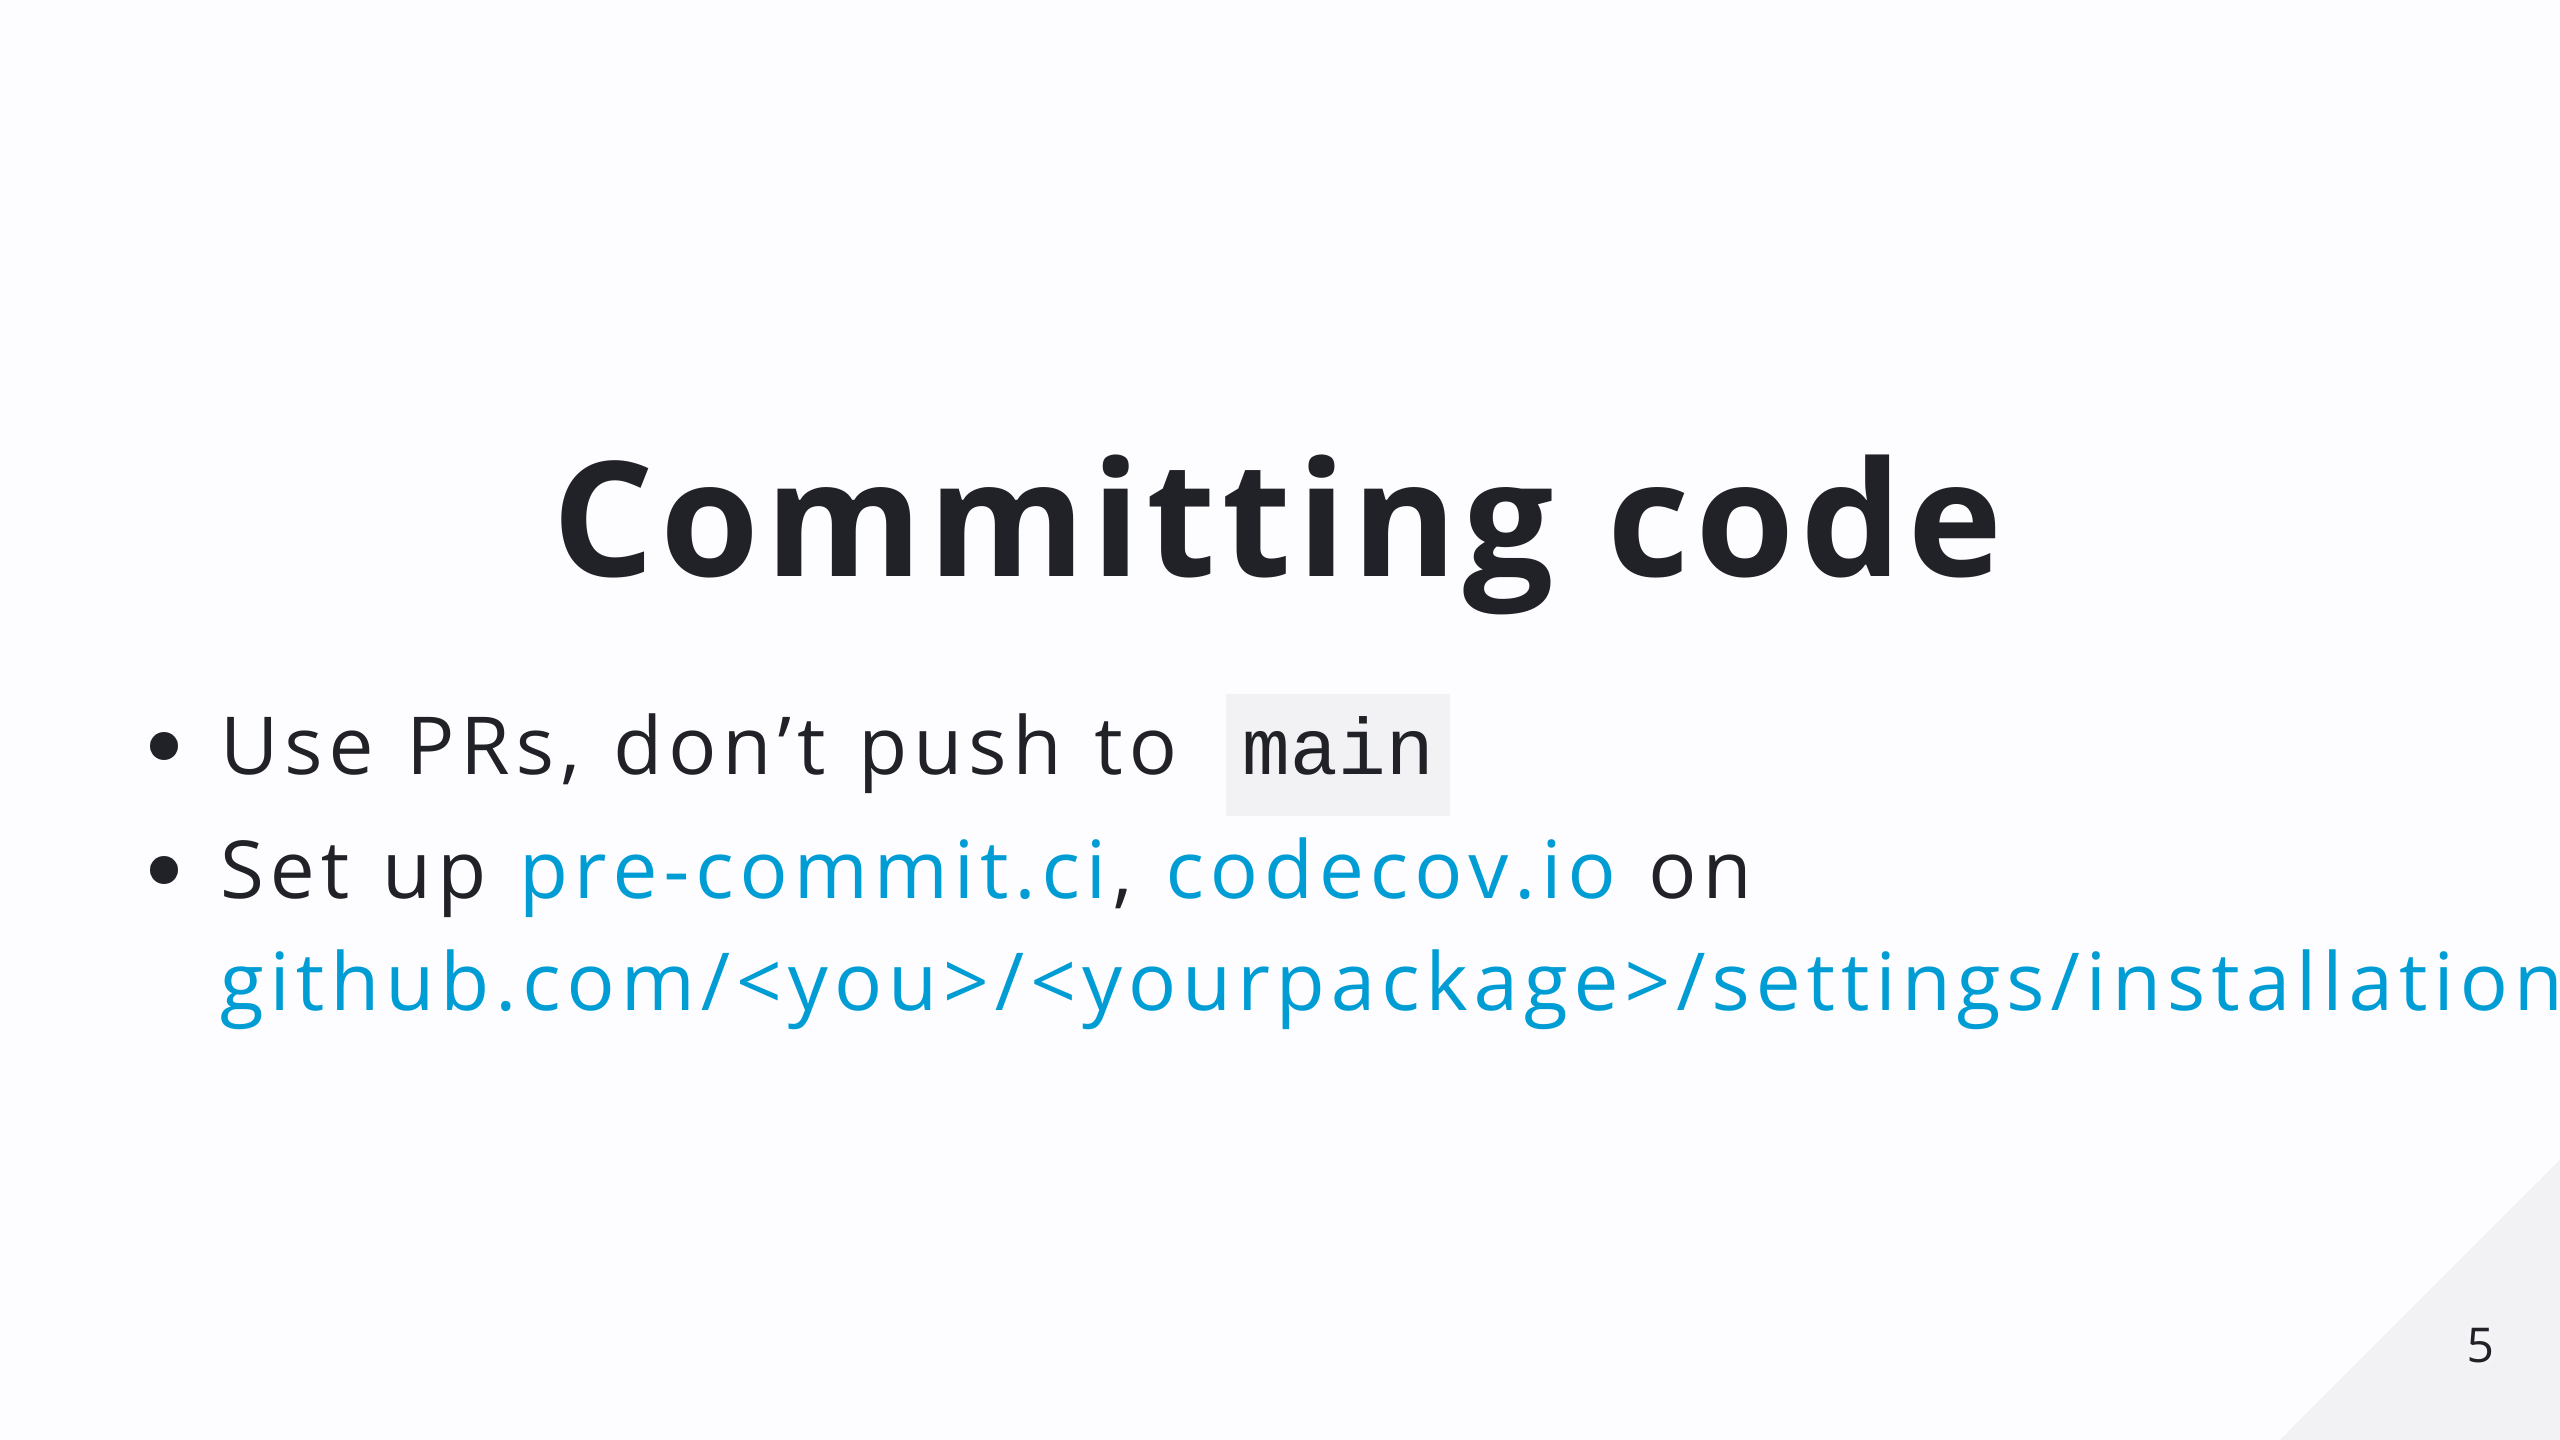 Committing code
• Use PRs, don’t push to main
• Set up pre-commit.ci, codecov.io on
github.com/<you>/<yourpackage>/settings/installation
5